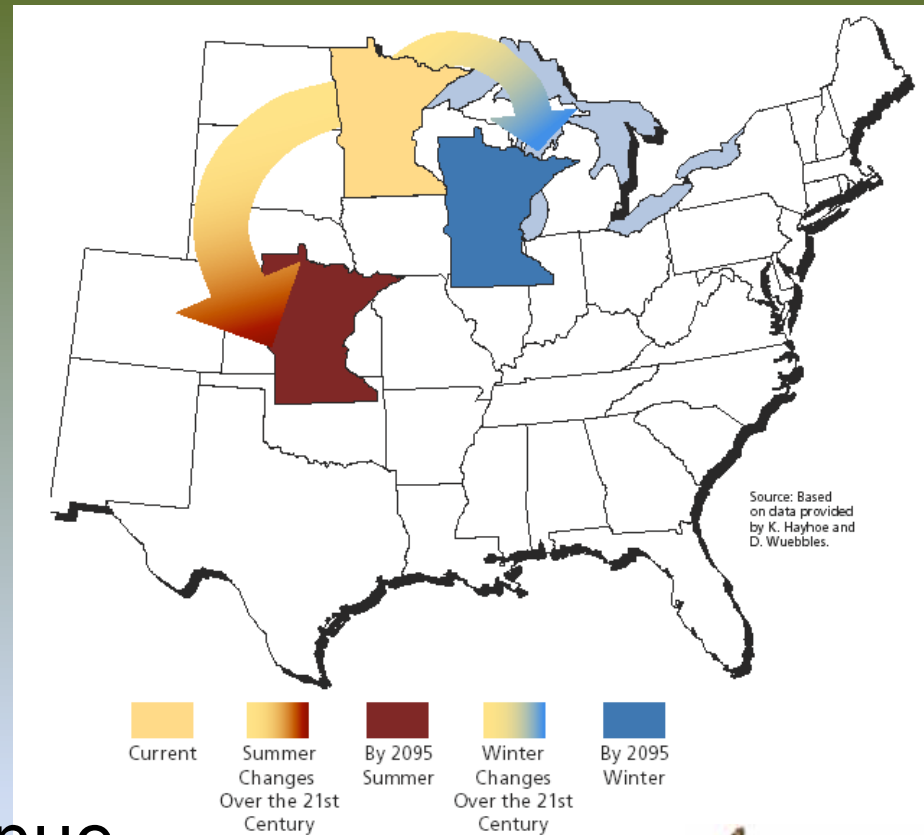 Source: Based
on data provided
by K. Hayhoe and
D. Wuebbles.
Current
Summer
Changes
Over the 21st
Century
By 2095
Summer
Winter
Changes
Over the 21st
Century
By 2095
Winter